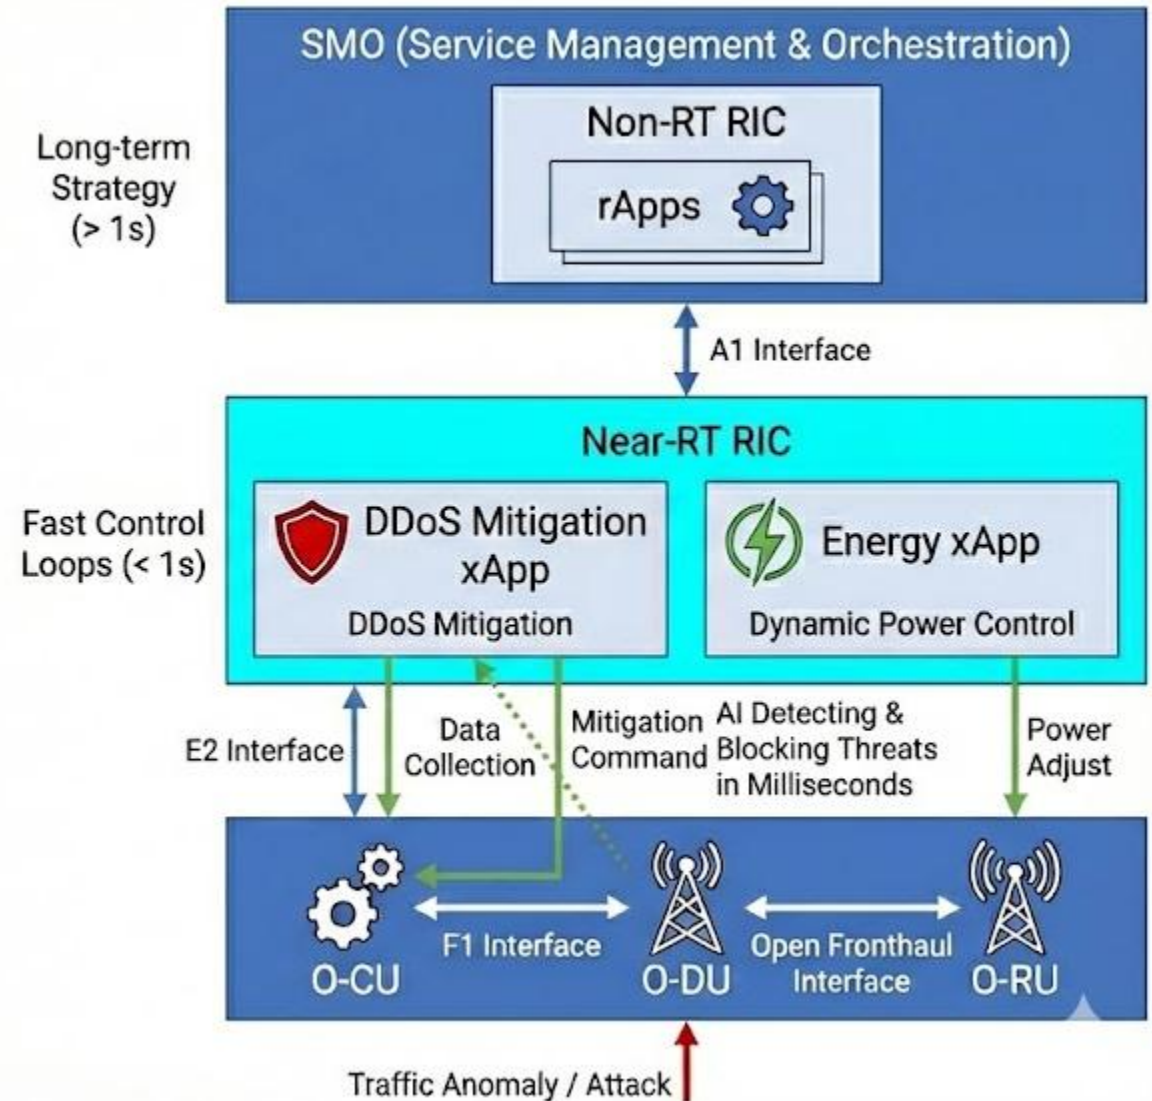 SMO (Service Management & Orchestration)
Non-RT RIC
rApps
Long-term
Strategy
(> 1s)
A1 Interface
Near-RT RIC
Fast Control
Loops (< 1s)
DDoS Mitigation
xApp
DDoS Mitigation
Energy xApp
Dynamic Power Control
E2 Interface
Data
Collection
Mitigation
Command
AI Detecting &
Blocking Threats
in Milliseconds
Power
Adjust
F1 Interface
Open Fronthaul
Interface
O-CU
O-DU
O-RU
Traffic Anomaly / Attack